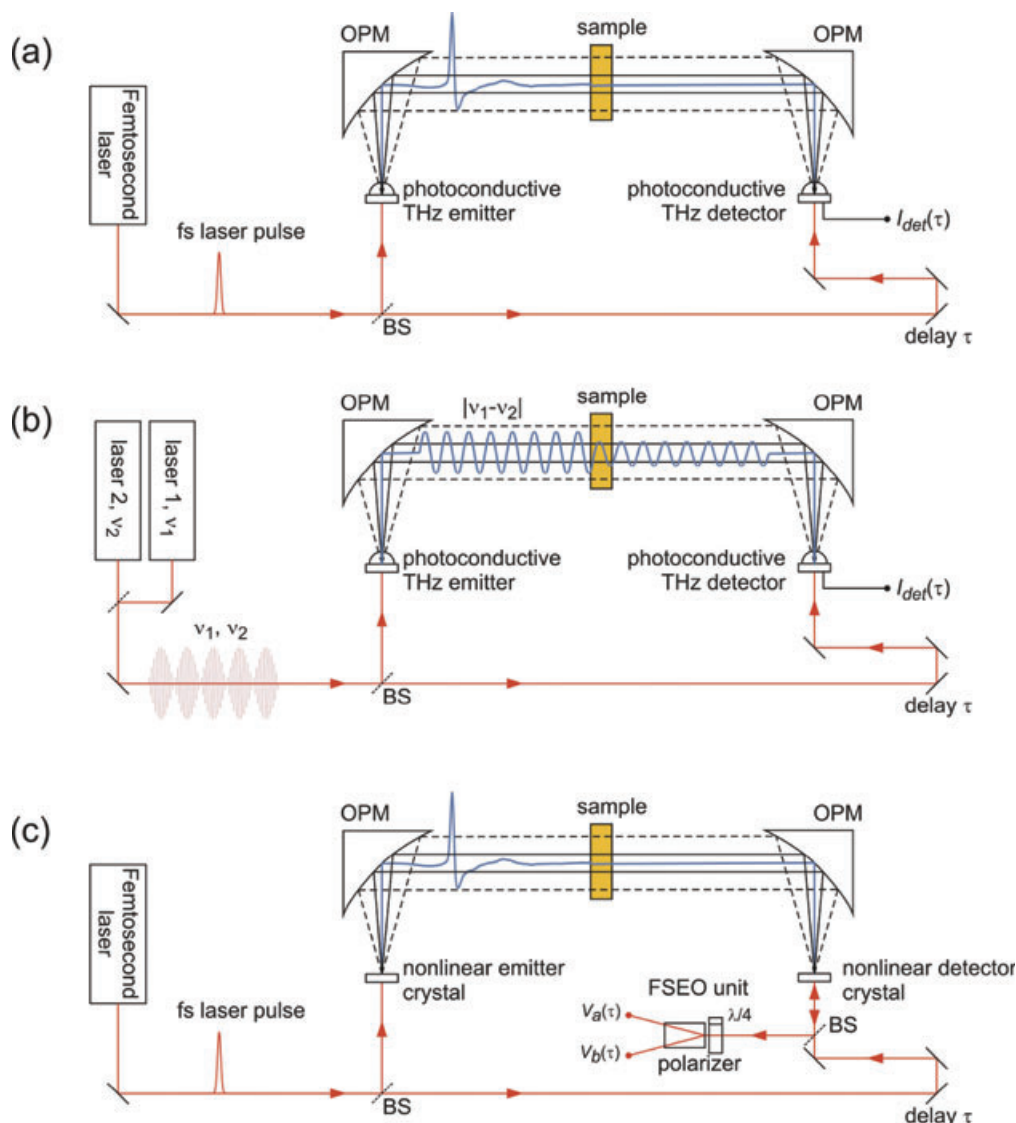 (a)
OPM
sample
OPM
Femtosecond
laser
photoconductive
THz emitter
photoconductive
THz detector
I_det(τ)
fs laser pulse
BS
delay τ
(b)
OPM
|ν1-ν2|
sample
OPM
laser 2, ν2
laser 1, ν1
photoconductive
THz emitter
photoconductive
THz detector
I_det(τ)
ν1, ν2
BS
delay τ
(c)
OPM
sample
OPM
Femtosecond
laser
nonlinear emitter
crystal
nonlinear detector
crystal
FSEO unit
λ/4
V_a(τ)
BS
V_b(τ)
polarizer
fs laser pulse
BS
delay τ